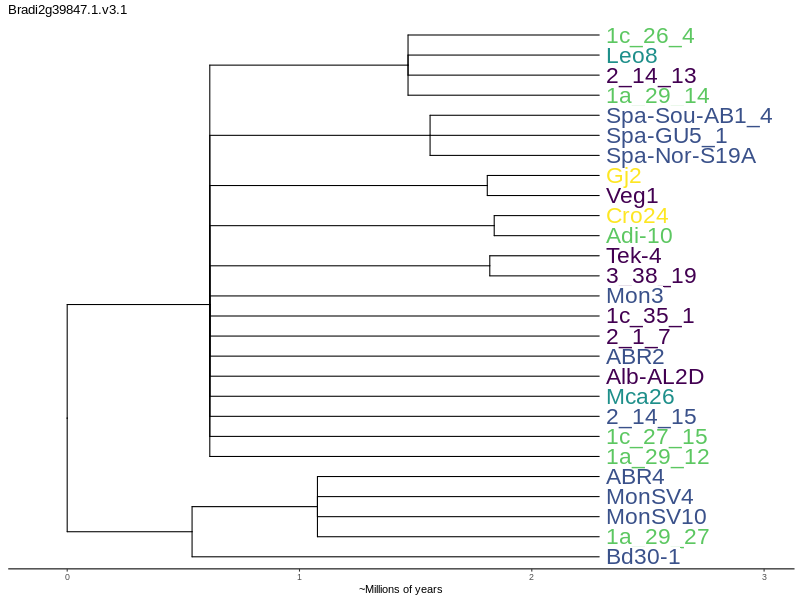 Bradi2g39847.1.v3.1
1c_26_4
Leo8
2_14_13
1a_29_14
Spa-Sou-AB1_4
Spa-GU5_1
Spa-Nor-S19A
Gj2
Veg1
Cro24
Adi-10
Tek-4
3_38_19
Mon3
1c_35_1
2_1_7
ABR2
Alb-AL2D
Mca26
2_14_15
1c_27_15
1a_29_12
ABR4
MonSV4
MonSV10
1a_29_27
Bd30-1
0 1 2 3
~Millions of years